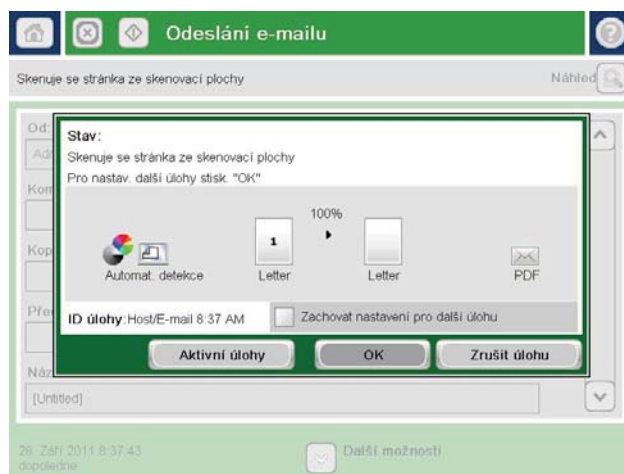 Odeslání e-mailu
Skenuje se stránka ze skenovací plochy
Náhled
Od:
Stav:
Skenuje se stránka ze skenovací plochy
Pro nastav. další úlohy stisk. "OK"
100%
1
Automat. detekce
Letter
Letter
PDF
ID úlohy:Host/E-mail 8:37 AM
Zachovat nastavení pro další úlohu
Aktivní úlohy
OK
Zrušit úlohu
[Untitled]
28. Září 2011 8:37:43
dopoledne
Další možnosti